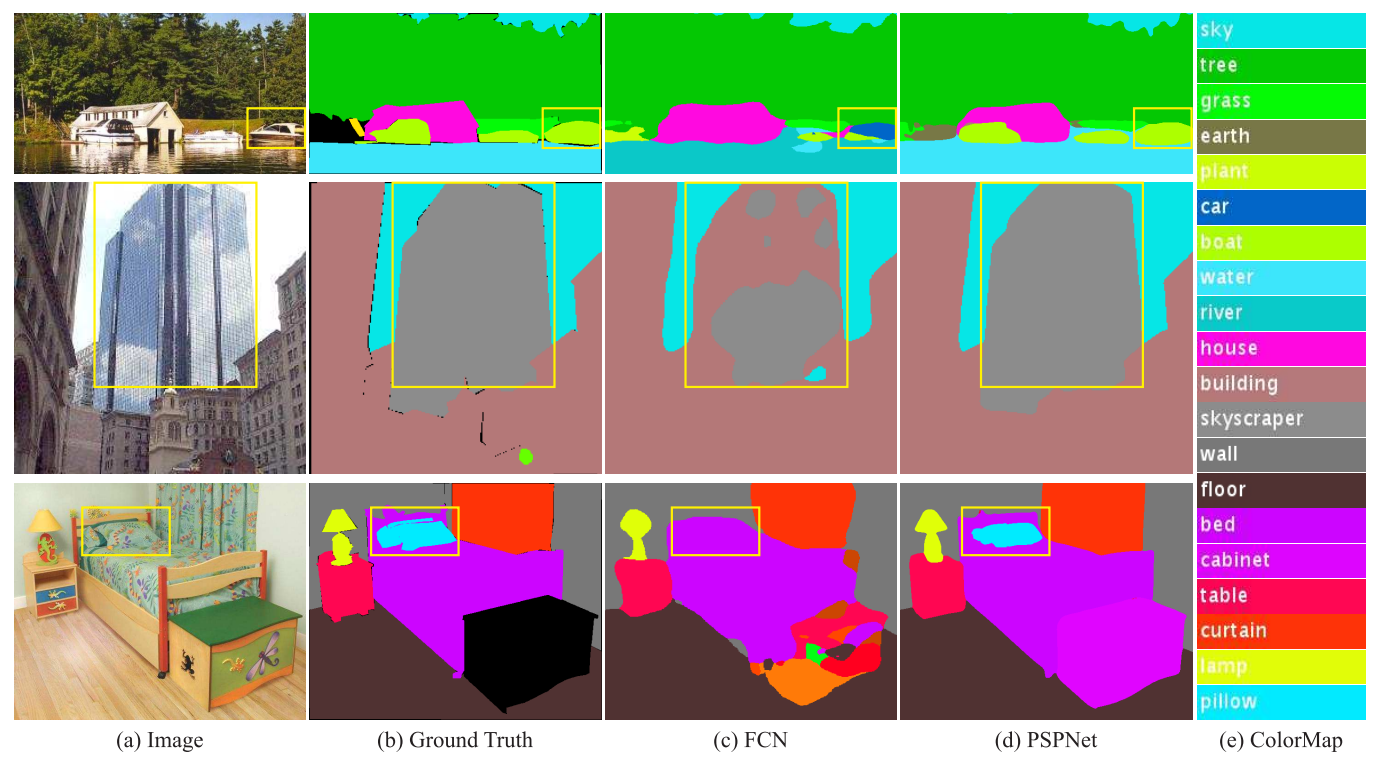 sky
tree
grass
earth
plant
car
boat
water
river
house
building
skyscraper
wall
floor
bed
cabinet
table
curtain
lamp
pillow
(a) Image
(b) Ground Truth
(c) FCN
(d) PSPNet
(e) ColorMap